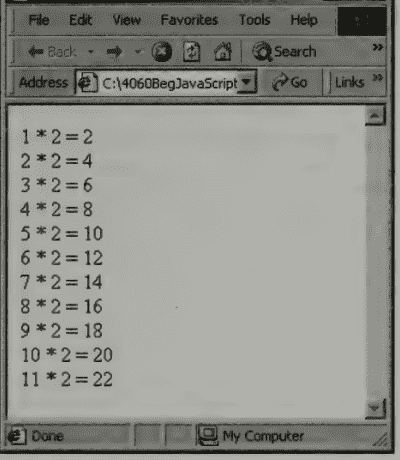 File Edit View Favorites Tools Help
Back Search »
Address C:\4060BegJavaScript Go Links »
1 * 2 = 2
2 * 2 = 4
3 * 2 = 6
4 * 2 = 8
5 * 2 = 10
6 * 2 = 12
7 * 2 = 14
8 * 2 = 16
9 * 2 = 18
10 * 2 = 20
11 * 2 = 22
Done My Computer